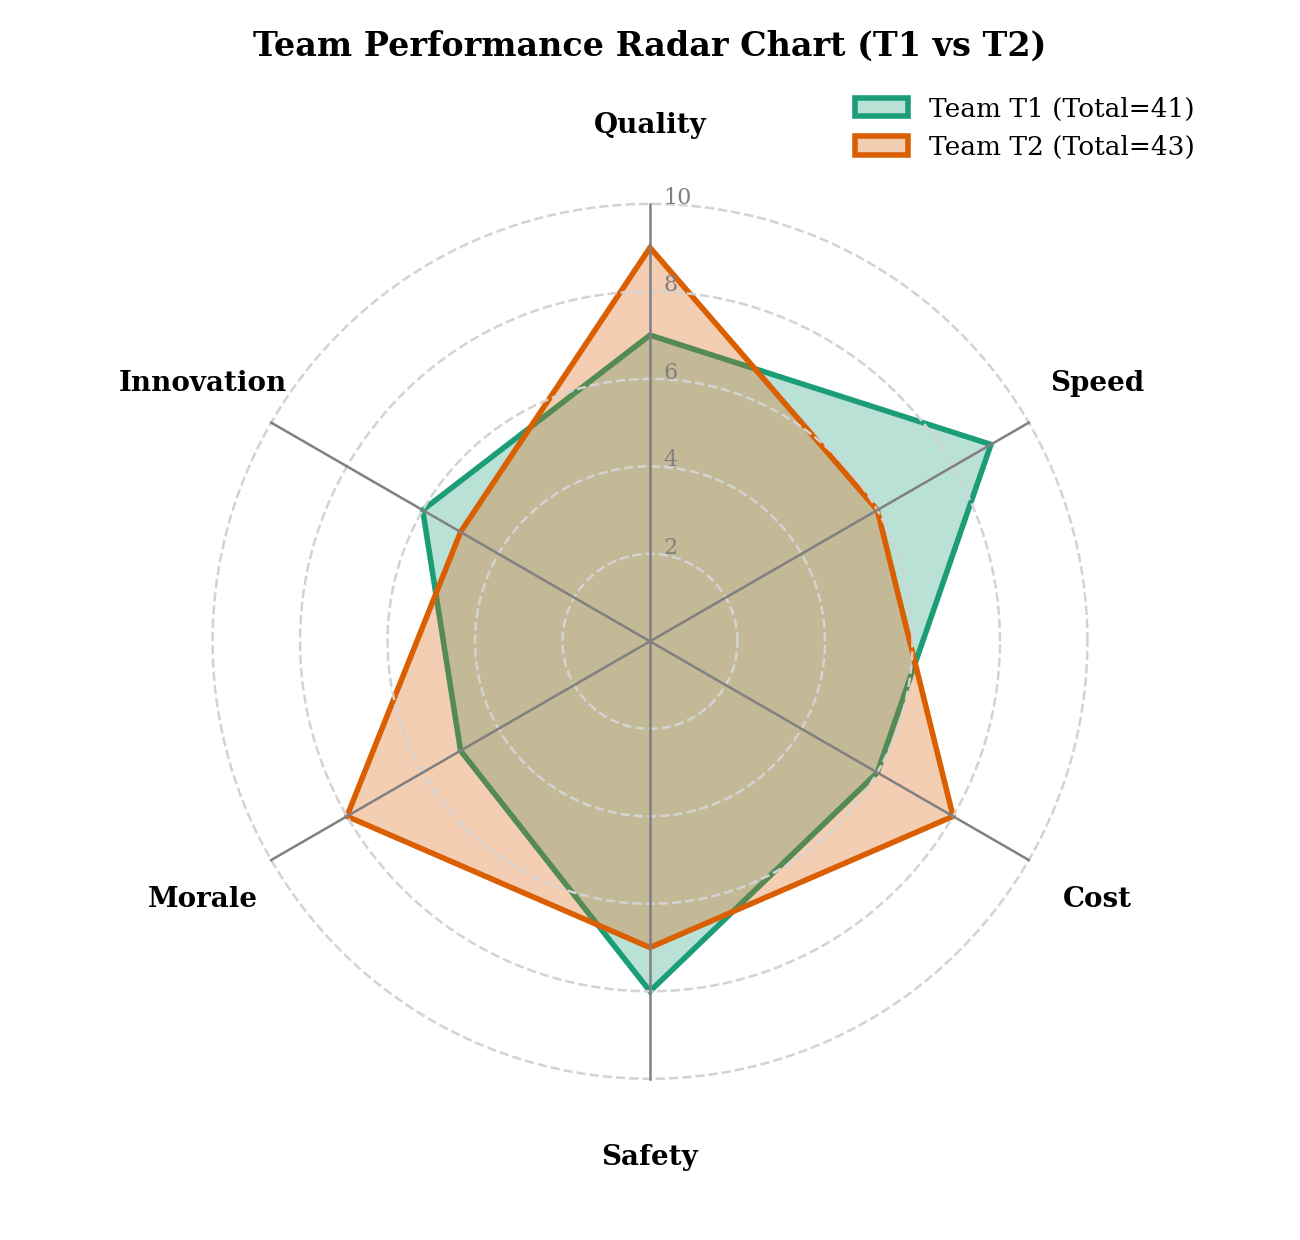 Team Performance Radar Chart (T1 vs T2)
Team T1 (Total=41)
Team T2 (Total=43)
Quality
10
8
6
4
2
Innovation
Speed
Morale
Cost
Safety